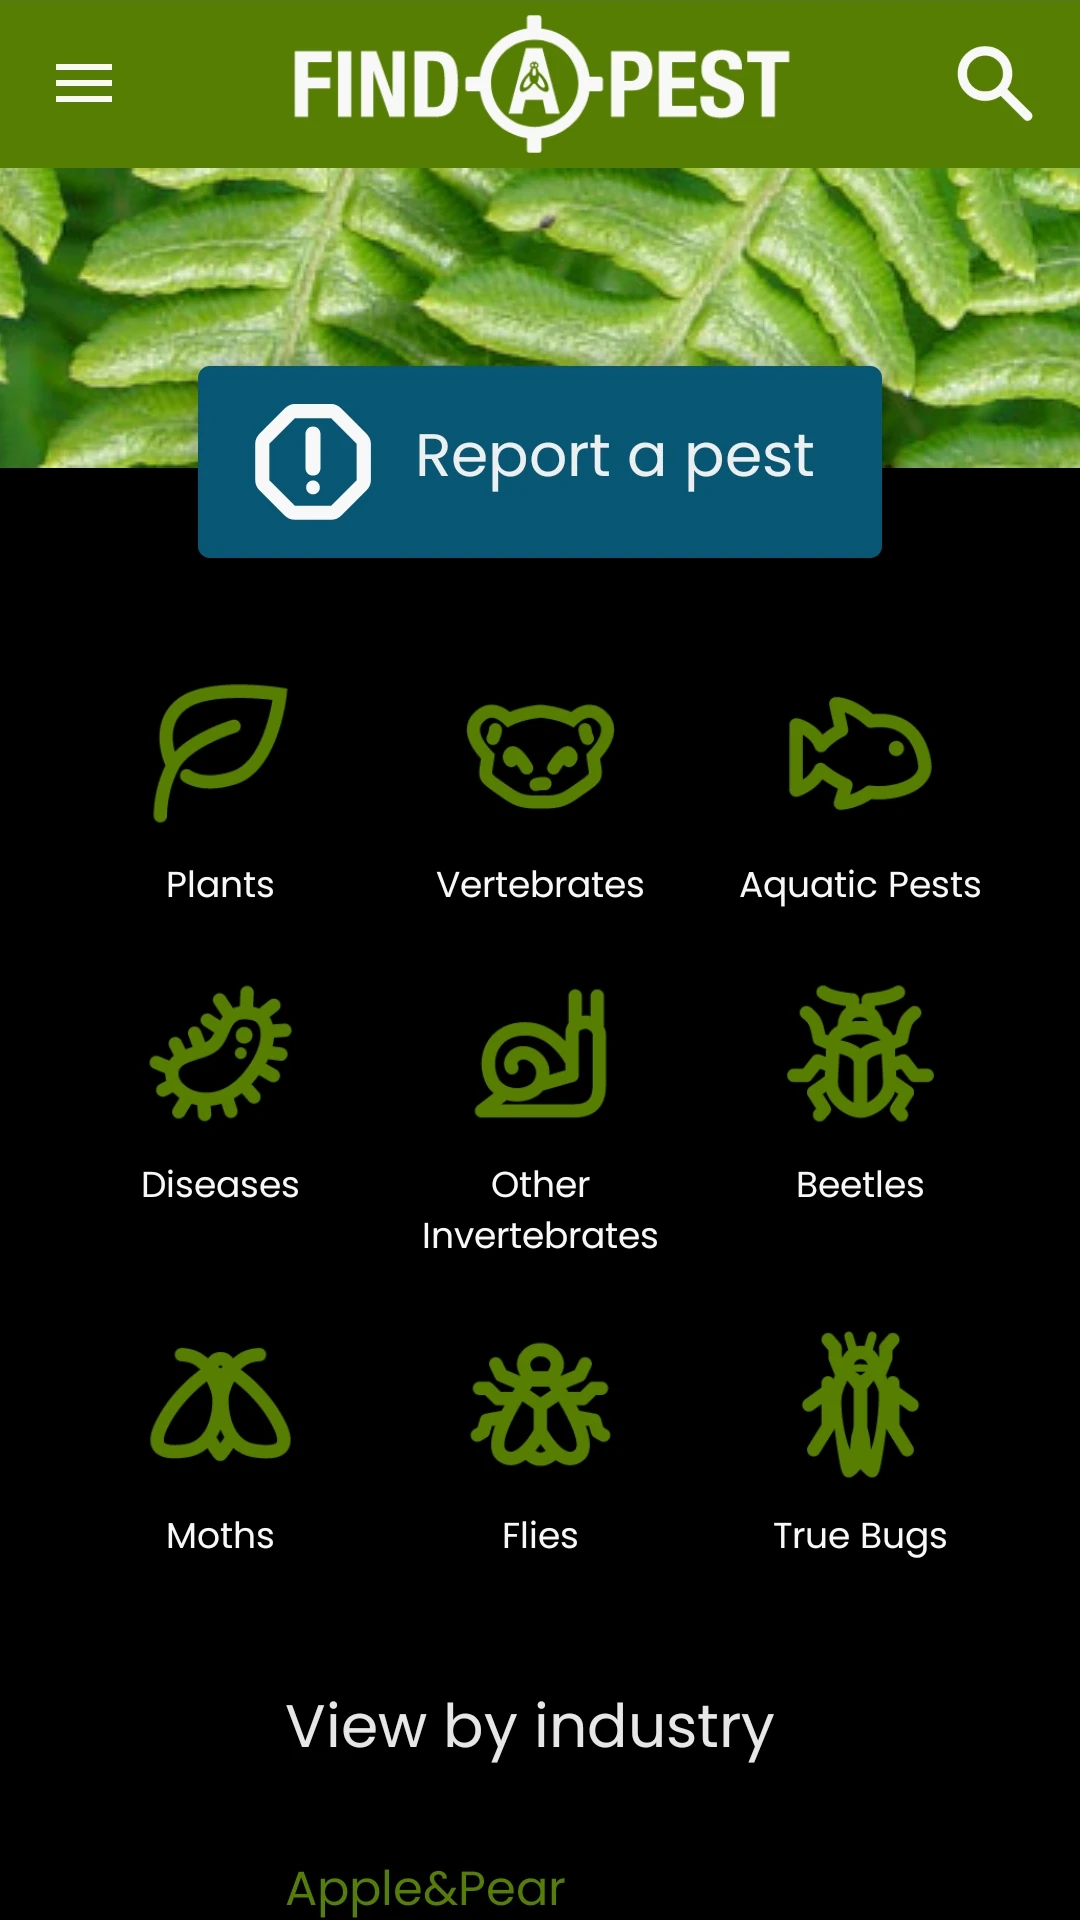 FIND-A-PEST
Report a pest
Plants
Vertebrates
Aquatic Pests
Diseases
Other
Invertebrates
Beetles
Moths
Flies
True Bugs
View by industry
Apple&Pear